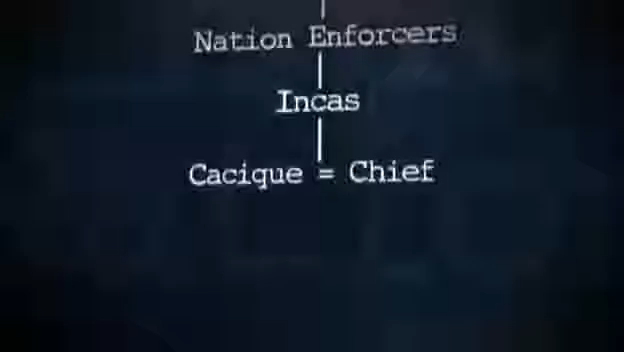 Nation Enforcers
Incas
Cacique = Chief